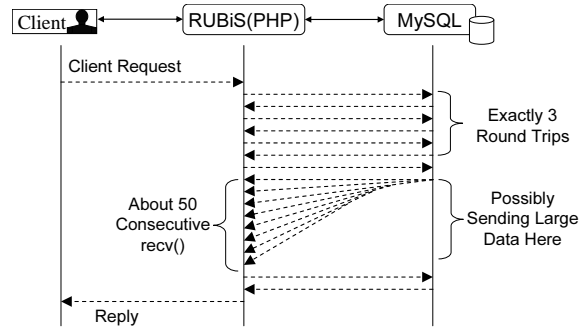 Client
RUBiS(PHP)
MySQL
Client Request
Exactly 3
Round Trips
About 50
Consecutive
recv()
Possibly
Sending Large
Data Here
Reply